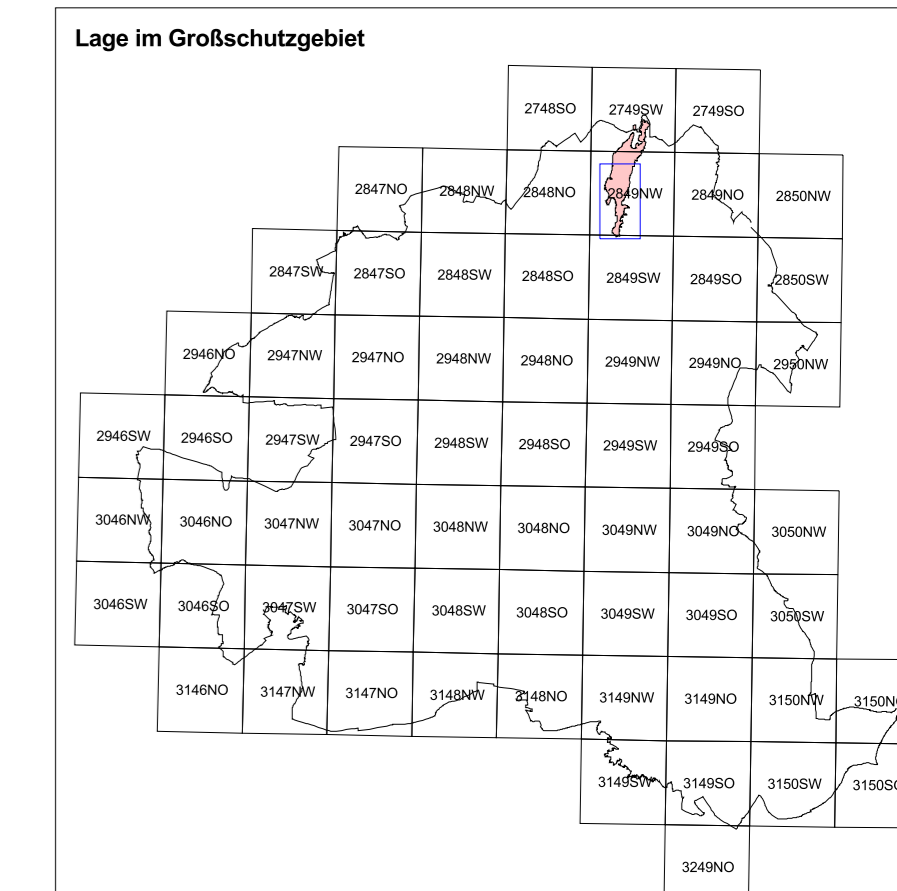 Lage im Großschutzgebiet
2748SO 2749SW 2749SO
2847NO 2848NW 2848NO 2849NW 2849NO 2850NW
2847SW 2847SO 2848SW 2848SO 2849SW 2849SO 2850SW
2946NO 2947NW 2947NO 2948NW 2948NO 2949NW 2949NO 2950NW
2946SW 2946SO 2947SW 2947SO 2948SW 2948SO 2949SW 2949SO
3046NW 3046NO 3047NW 3047NO 3048NW 3048NO 3049NW 3049NO 3050NW
3046SW 3046SO 3047SW 3047SO 3048SW 3048SO 3049SW 3049SO 3050SW
3146NO 3147NW 3147NO 3148NW 3148NO 3149NW 3149NO 3150NW 3150N
3149SW 3149SO 3150SW 3150S
3249NO